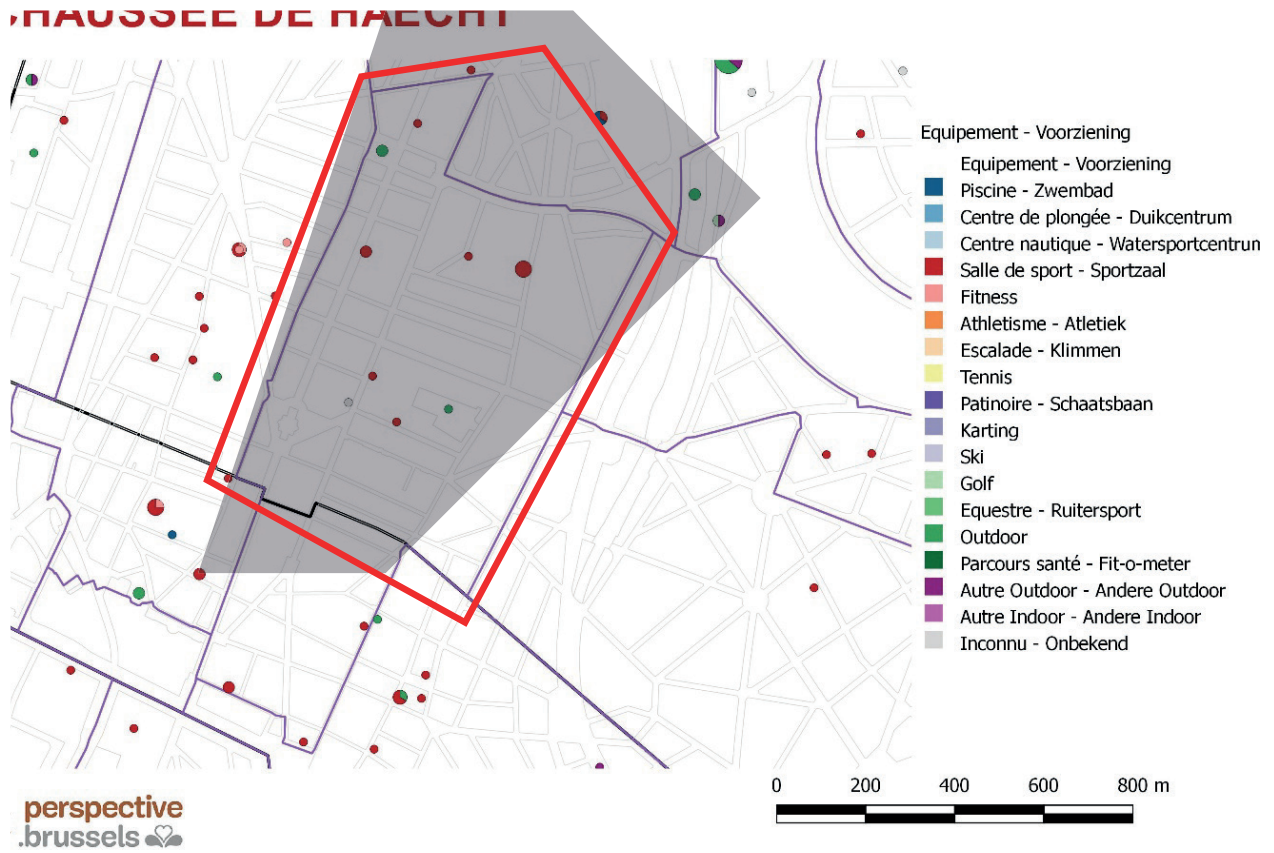 CHAUSSEE DE HAECHT
Equipement - Voorziening
Equipement - Voorziening
Piscine - Zwembad
Centre de plongée - Duikcentrum
Centre nautique - Watersportcentrun
Salle de sport - Sportzaal
Fitness
Athletisme - Atletiek
Escalade - Klimmen
Tennis
Patinoire - Schaatsbaan
Karting
Ski
Golf
Equestre - Ruitersport
Outdoor
Parcours santé - Fit-o-meter
Autre Outdoor - Andere Outdoor
Autre Indoor - Andere Indoor
Inconnu - Onbekend
0 200 400 600 800 m
perspective
.brussels